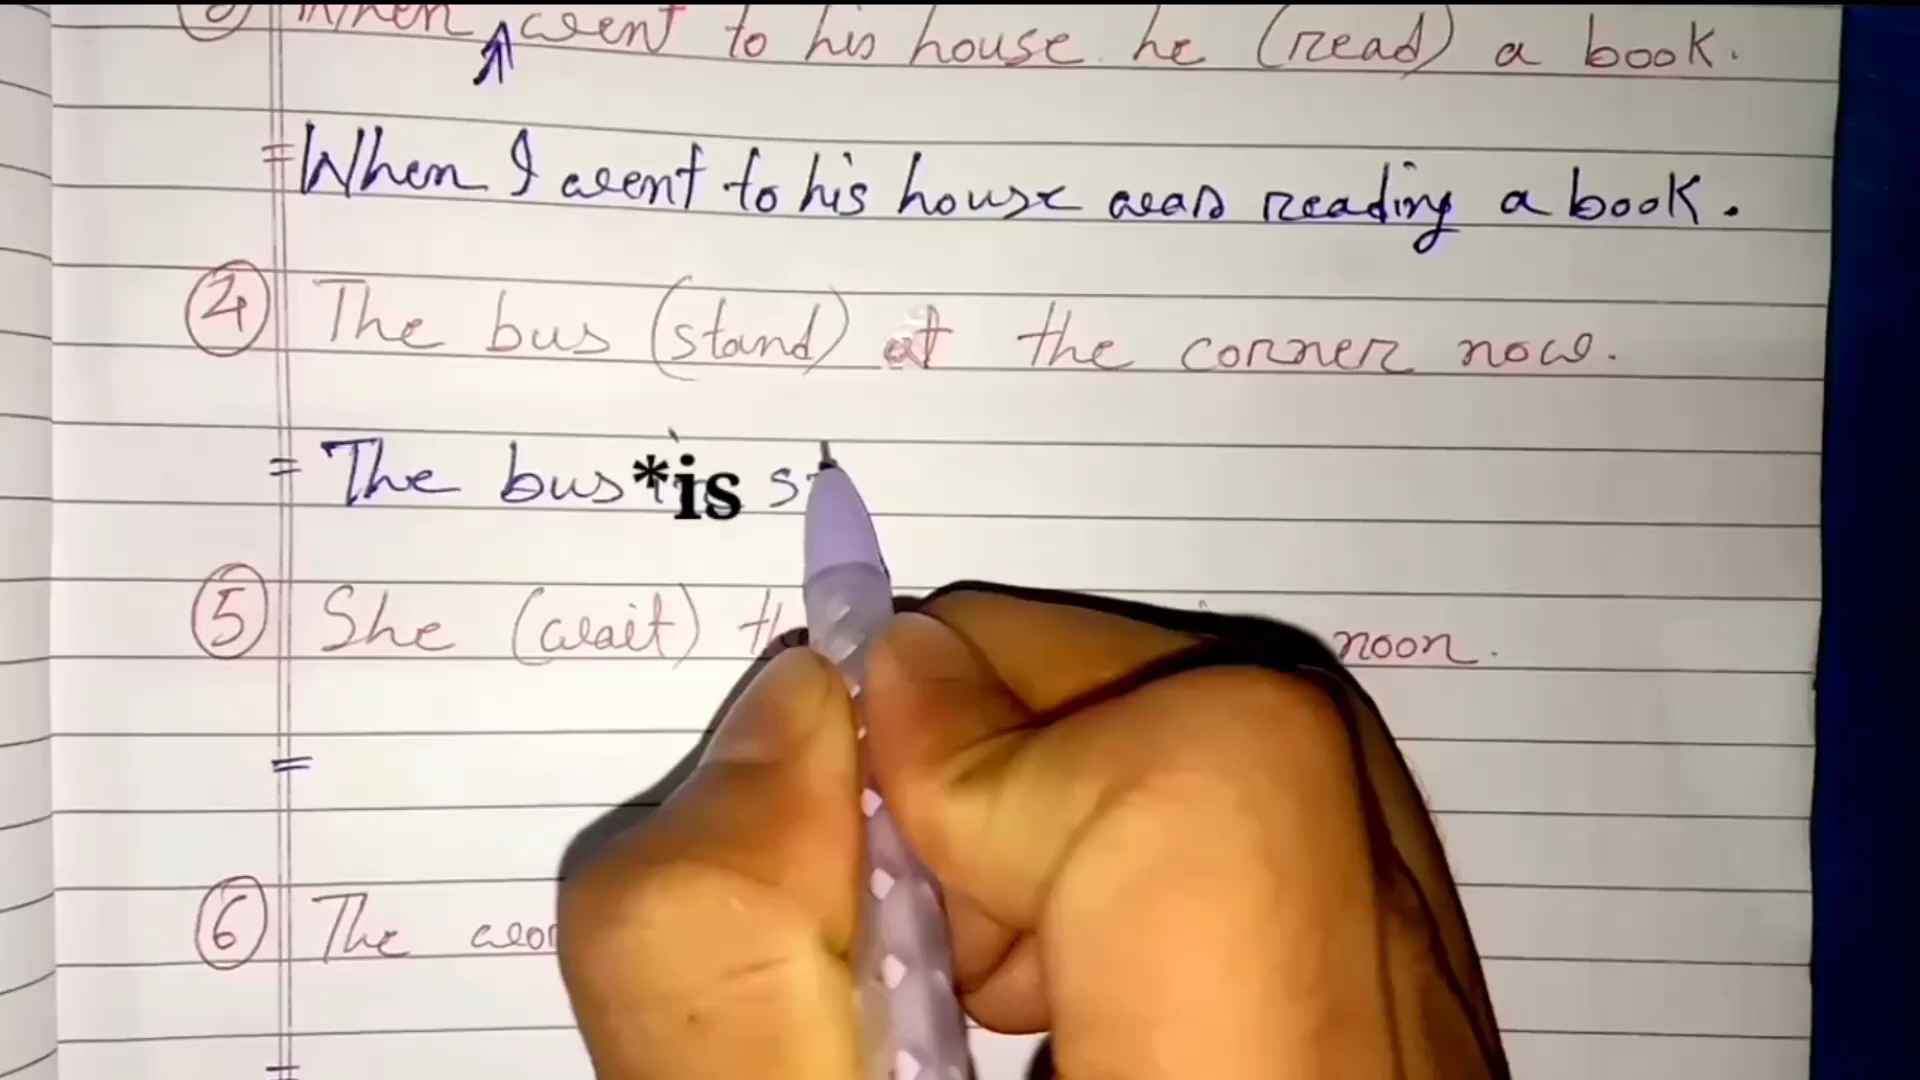 ③ When went to his house he (read) a book.
= When I went to his house was reading a book.
④ The bus (stand) at the corner now.
= The bus *is s
⑤ She (wait) noon.
=
⑥ The
=